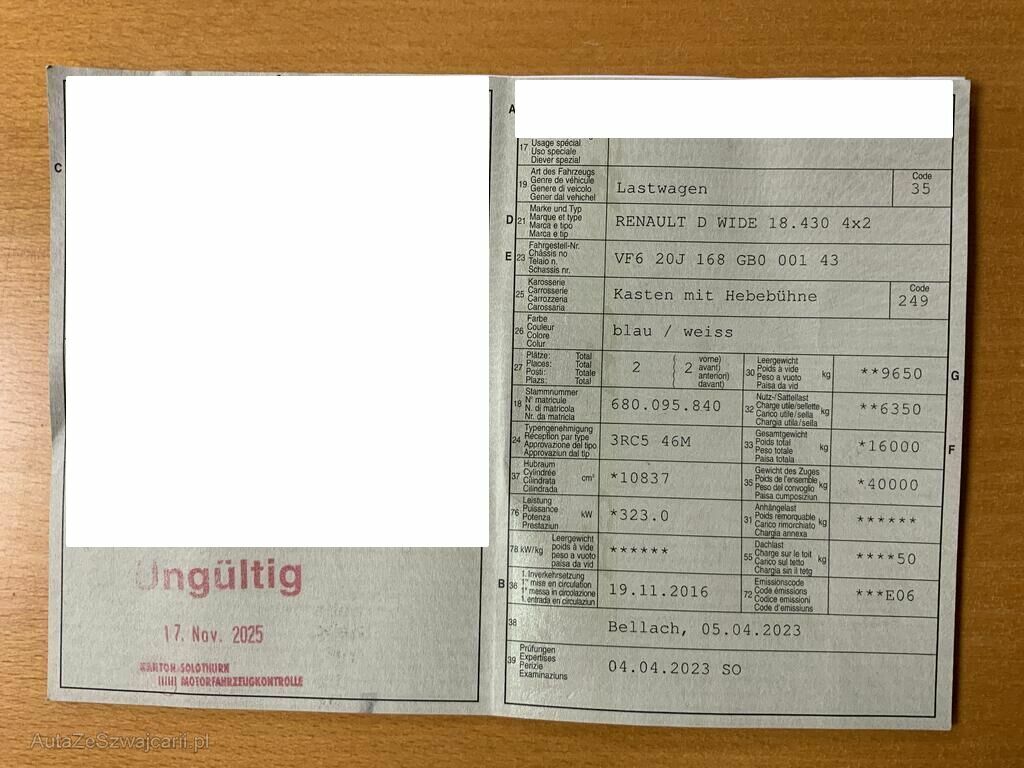 C
Ungültig
17. Nov. 2025
KANTON SOLOTHURN
MOTORFAHRZEUGKONTROLLE
A
17 Usage spécial
Uso speciale
Diever spezial
19 Art des Fahrzeugs
Genre de véhicule
Genere di veicolo
Gener dal vehichel
Lastwagen
Code
35
D 21 Marke und Typ
Marque et type
Marca e tipo
Marca e tip
RENAULT D WIDE 18.430 4x2
E 23 Fahrgestell-Nr.
Châssis no
Telaio n.
Schassis nr.
VF6 20J 168 GB0 001 43
25 Karosserie
Carrosserie
Carrozzeria
Carossaria
Kasten mit Hebebühne
Code
249
26 Farbe
Couleur
Colore
Colur
blau / weiss
27 Plätze: Total
Places: Total
Posti: Totale
Plazs: Total
2 ( 2 vorne)
avant)
anteriori)
davant)
30 Leergewicht
Poids à vide
Peso a vuoto
Paisa da vid
kg
**9650
G
18 Stammnummer
N° matricule
N. di matricola
Nr. da matricla
680.095.840
32 Nutz-/Sattellast
Charge utile/sellette
Carico utile/sella
Chargia utila/sella
kg
**6350
24 Typengenehmigung
Réception par type
Approvazione del tipo
Approvaziun dal tip
3RC5 46M
33 Gesamtgewicht
Poids total
Peso totale
Paisa totala
kg
*16000
F
37 Hubraum
Cylindrée
Cilindrata
Cilindrada
cm³
*10837
35 Gewicht des Zuges
Poids de l'ensemble
Peso del convoglio
Paisa cumposiziun
kg
*40000
76 Leistung
Puissance
Potenza
Prestaziun
kW
*323.0
31 Anhängelast
Poids remorquable
Carico rimorchiato
Chargia annexa
kg
******
78 kW/kg Leergewicht
poids à vide
peso a vuoto
paisa da vid
******
55 Dachlast
Charge sur le toit
Carico sul tetto
Chargia sin il tetg
kg
****50
B 36 1. Inverkehrsetzung
1re mise en circulation
1a messa in circolazione
1. entrada en circulaziun
19.11.2016
72 Emissionscode
Code émissions
Codice emissioni
Code d'emissiuns
***E06
38
Bellach, 05.04.2023
39 Prüfungen
Expertises
Perizie
Examinaziuns
04.04.2023 SO
AutaZeSzwajcarii.pl